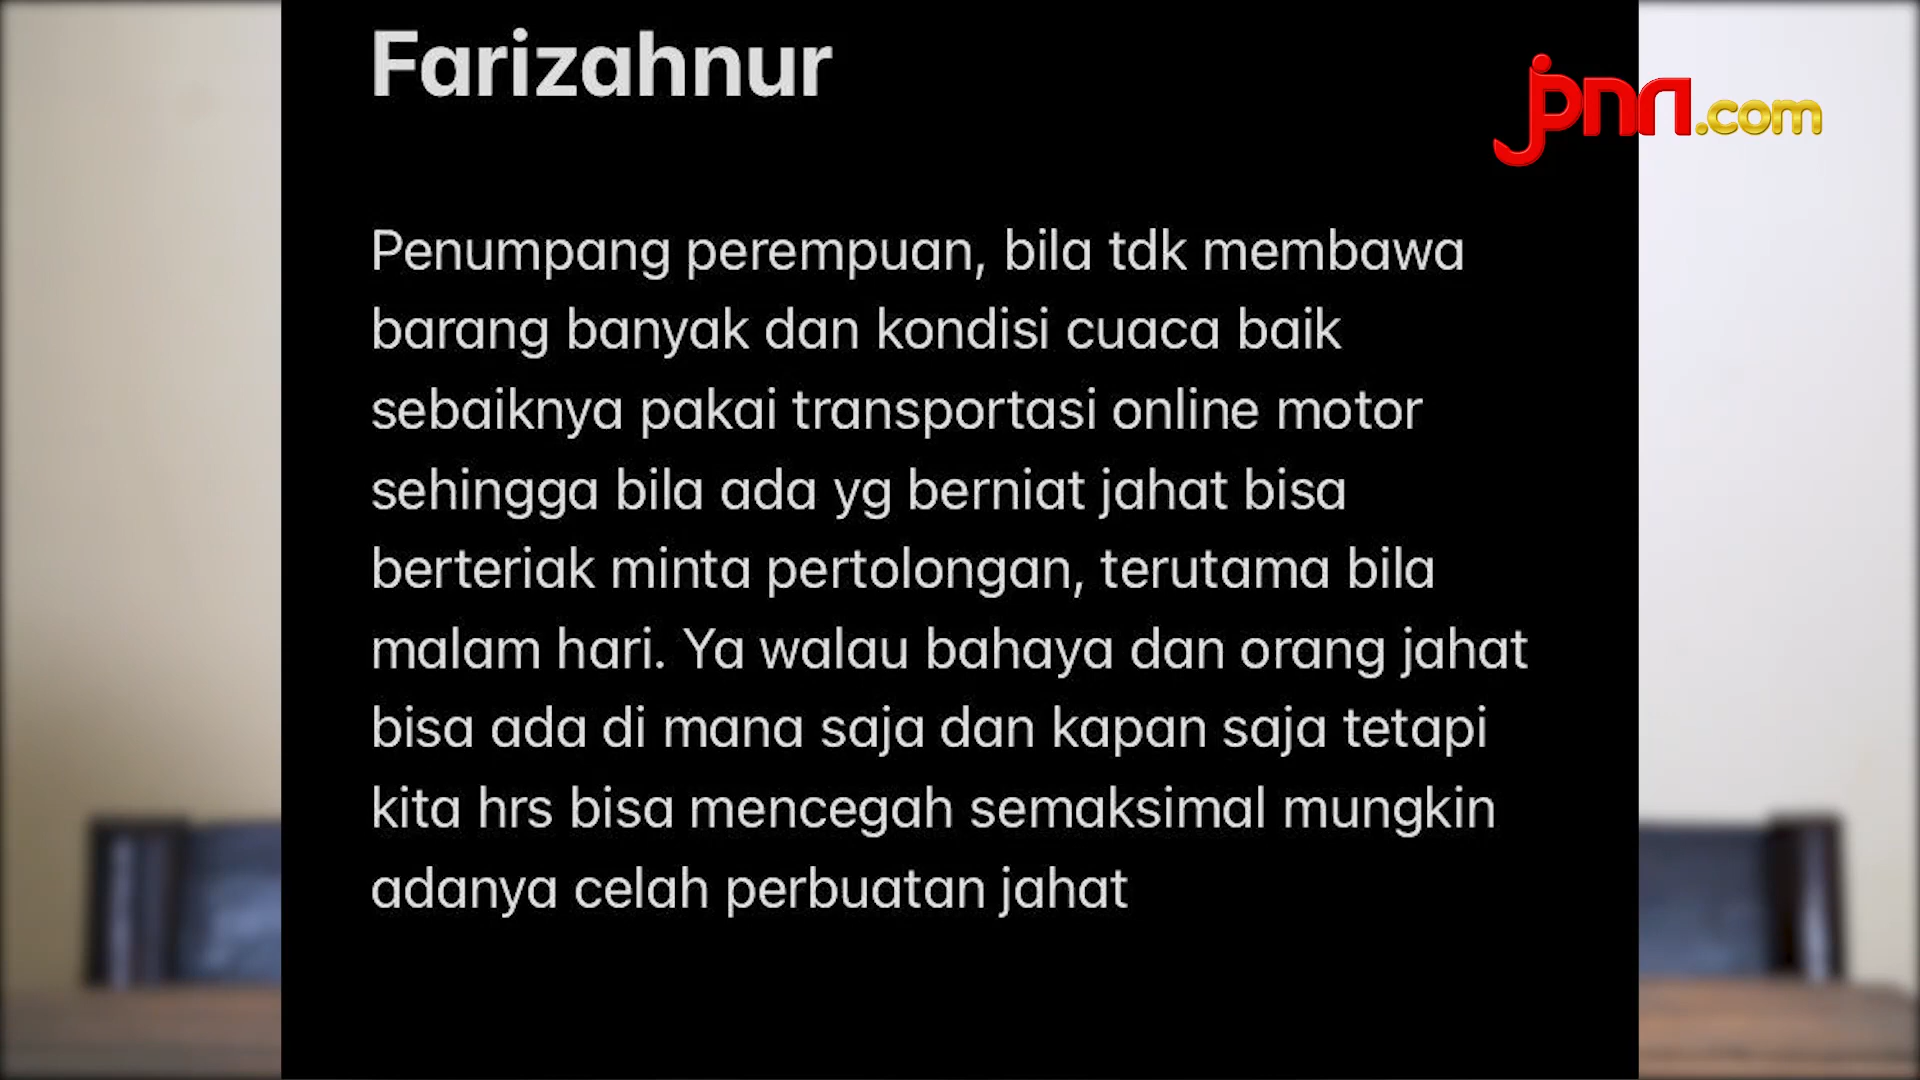 Farizahnur
jpnn.com
Penumpang perempuan, bila tdk membawa
barang banyak dan kondisi cuaca baik
sebaiknya pakai transportasi online motor
sehingga bila ada yg berniat jahat bisa
berteriak minta pertolongan, terutama bila
malam hari. Ya walau bahaya dan orang jahat
bisa ada di mana saja dan kapan saja tetapi
kita hrs bisa mencegah semaksimal mungkin
adanya celah perbuatan jahat